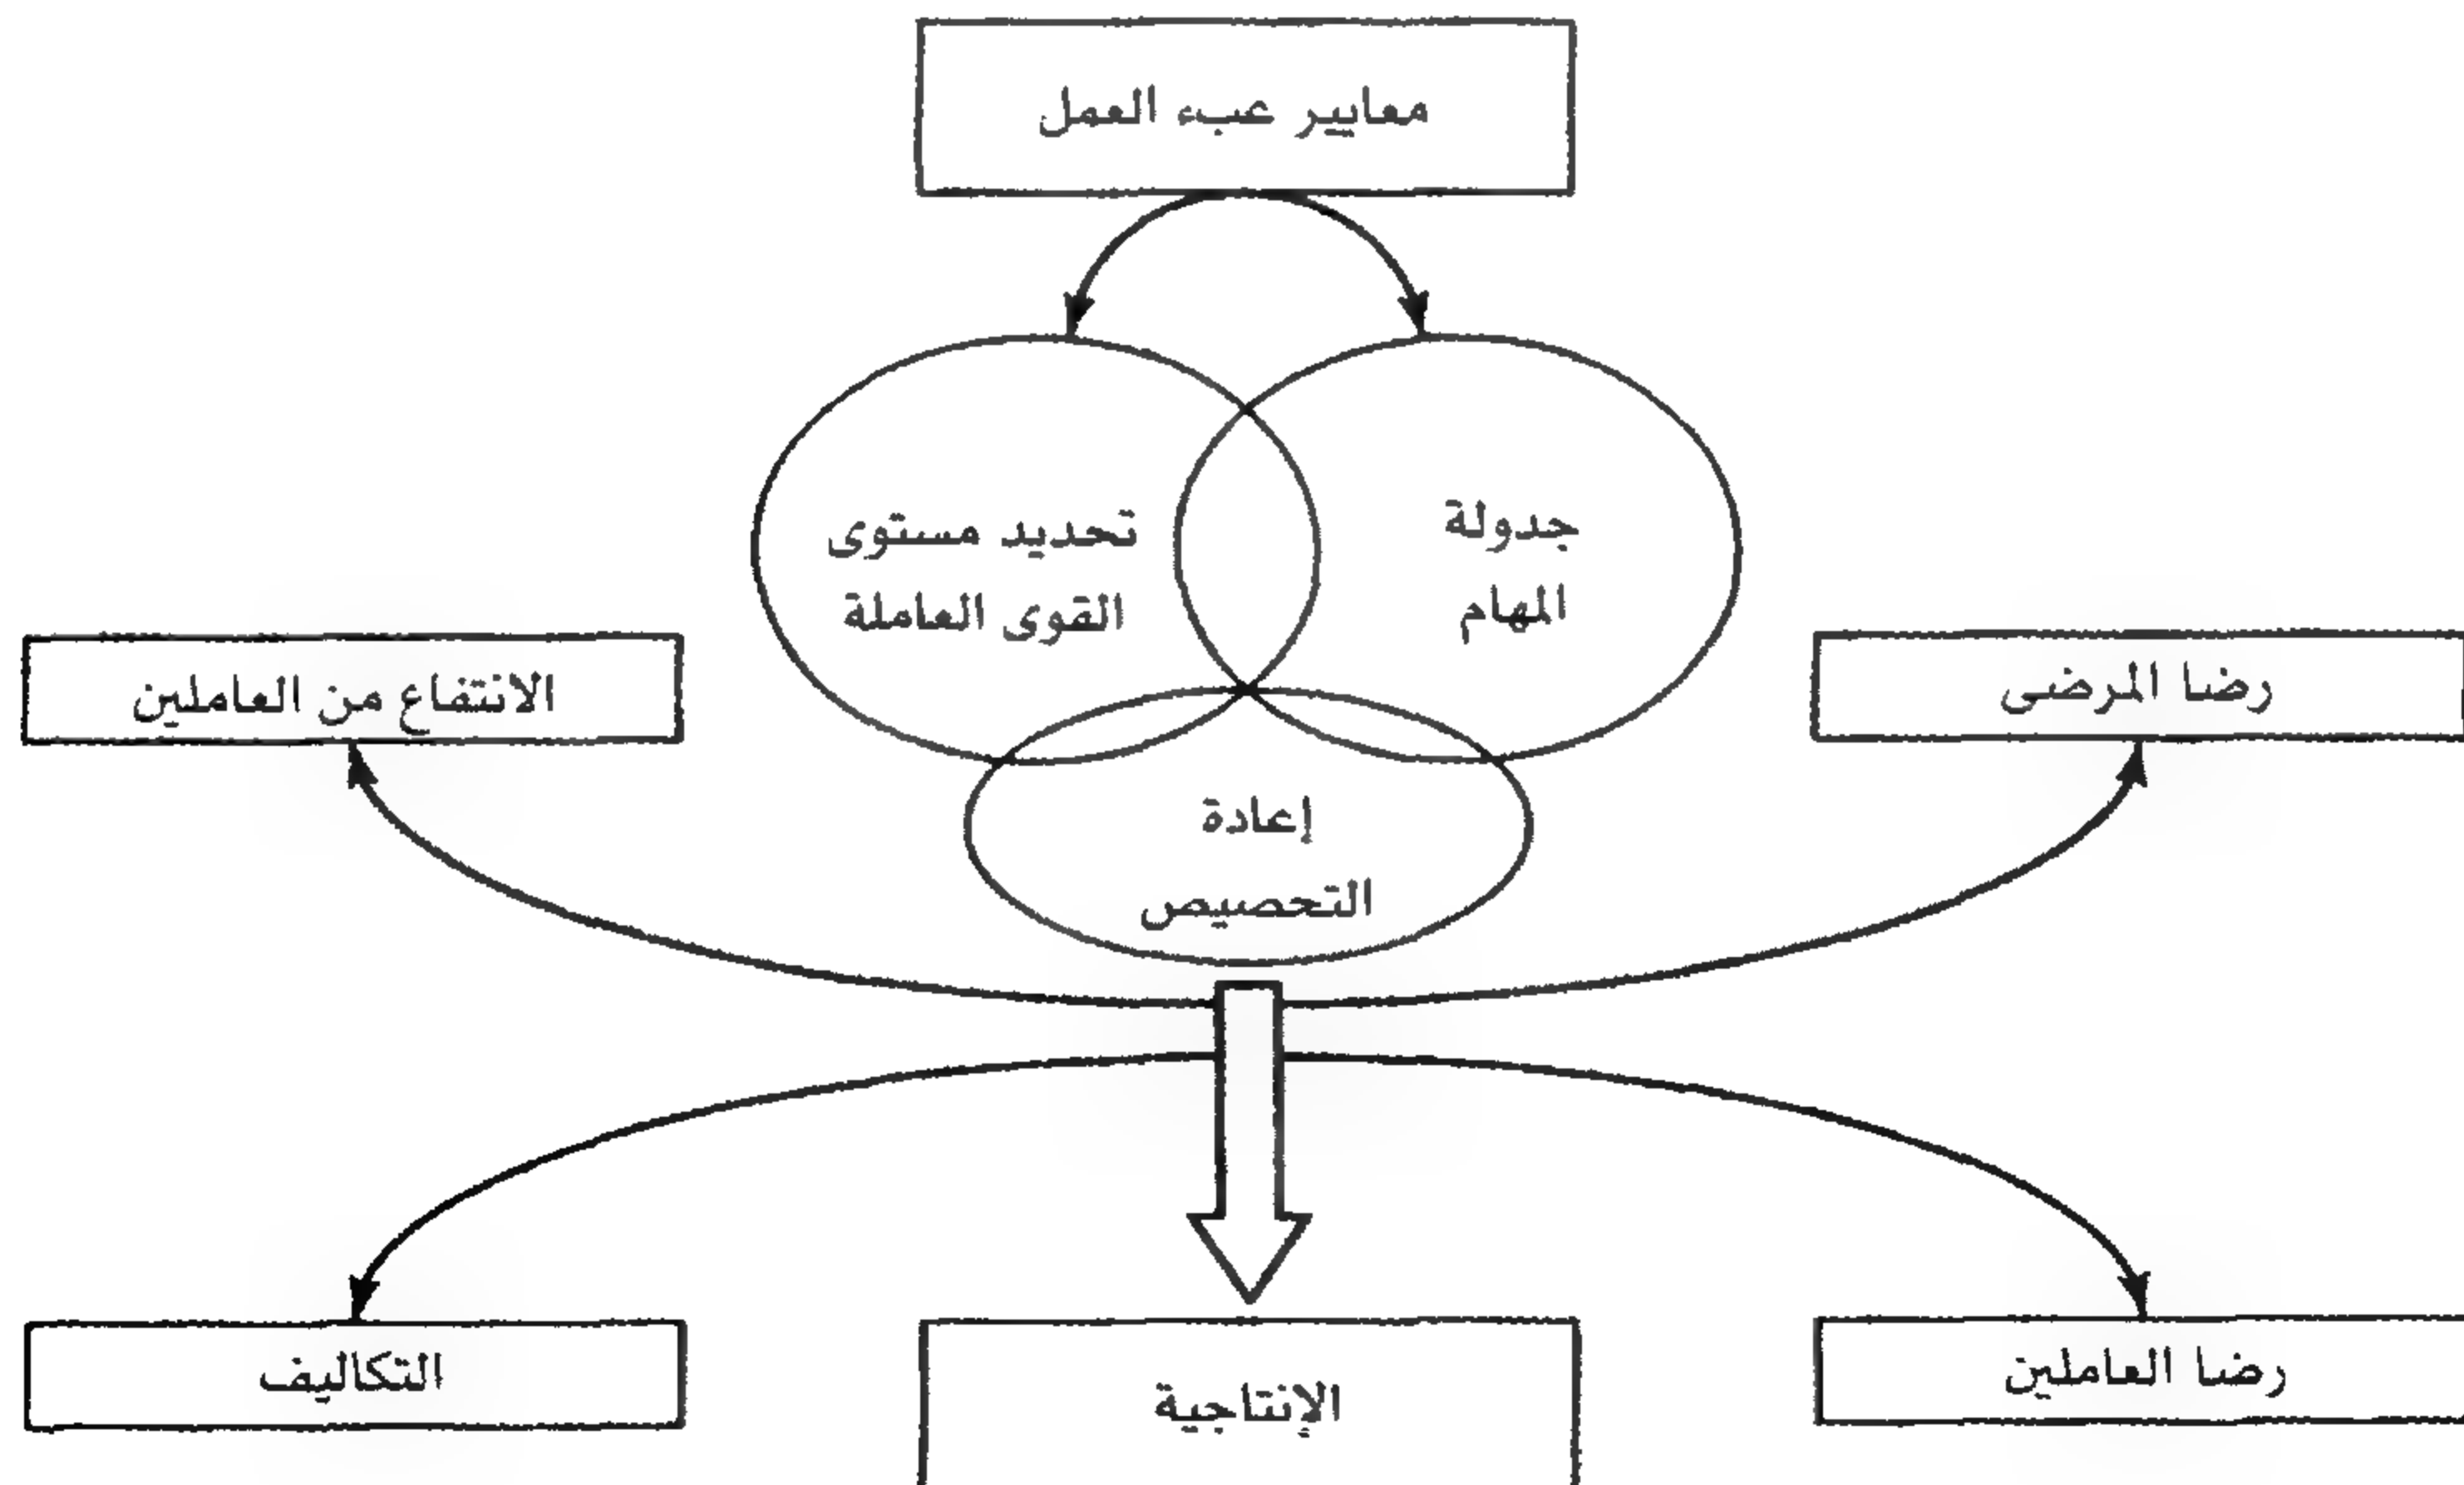 معايير عبء العمل
جدولة
المهام
تحديد مستوى
القوى العاملة
رضا المرضى
الانتفاع من العاملين
إعادة
التخصيص
رضا العاملين
الإنتاجية
التكاليف